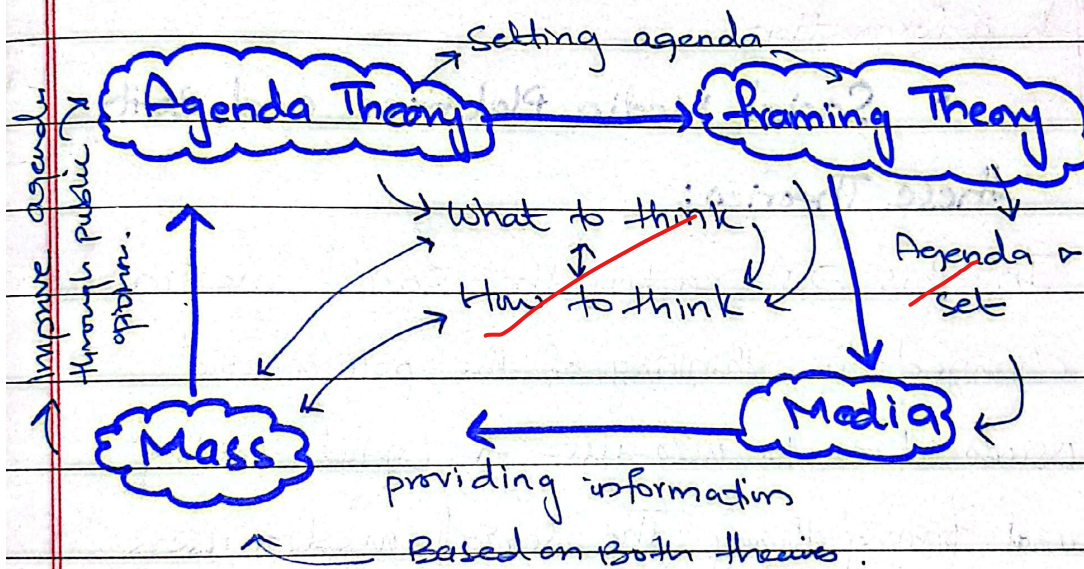 Setting agenda
Agenda Theory
framing Theory
What to think
How to think
Agenda
set
Improve agenda
through public
opinion.
Mass
Media
providing information
Based on Both theories.